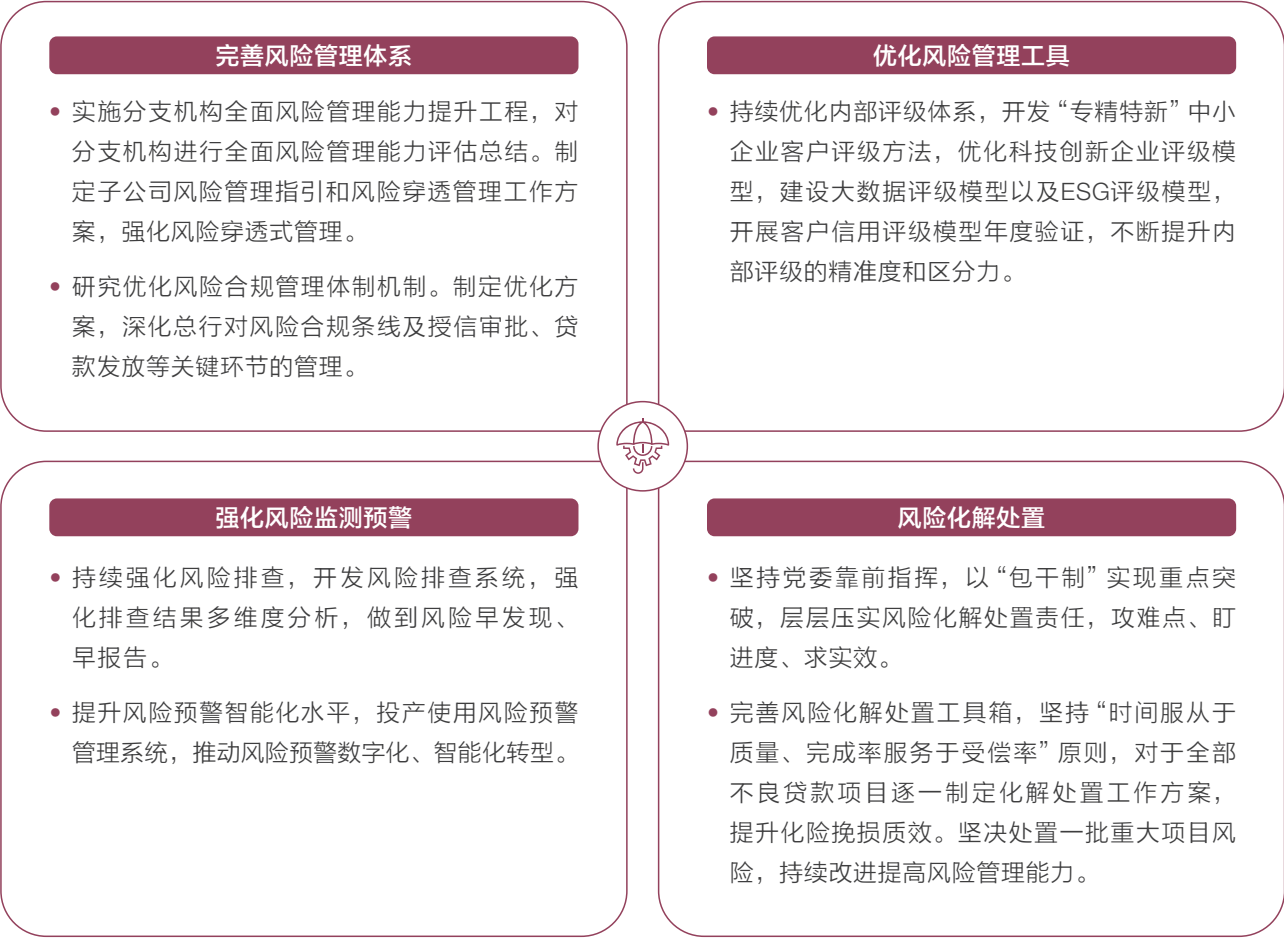 完善风险管理体系
• 实施分支机构全面风险管理能力提升工程，对
分支机构进行全面风险管理能力评估总结。制
定子公司风险管理指引和风险穿透管理工作方
案，强化风险穿透式管理。
• 研究优化风险合规管理体制机制。制定优化方
案，深化总行对风险合规条线及授信审批、贷
款发放等关键环节的管理。
优化风险管理工具
• 持续优化内部评级体系，开发“专精特新”中小
企业客户评级方法，优化科技创新企业评级模
型，建设大数据评级模型以及ESG评级模型，
开展客户信用评级模型年度验证，不断提升内
部评级的精准度和区分力。
强化风险监测预警
• 持续强化风险排查，开发风险排查系统，强
化排查结果多维度分析，做到风险早发现、
早报告。
• 提升风险预警智能化水平，投产使用风险预警
管理系统，推动风险预警数字化、智能化转型。
风险化解处置
• 坚持党委靠前指挥，以“包干制”实现重点突
破，层层压实风险化解处置责任，攻难点、盯
进度、求实效。
• 完善风险化解处置工具箱，坚持“时间服从于
质量、完成率服务于受偿率”原则，对于全部
不良贷款项目逐一制定化解处置工作方案，
提升化险挽损质效。坚决处置一批重大项目风
险，持续改进提高风险管理能力。